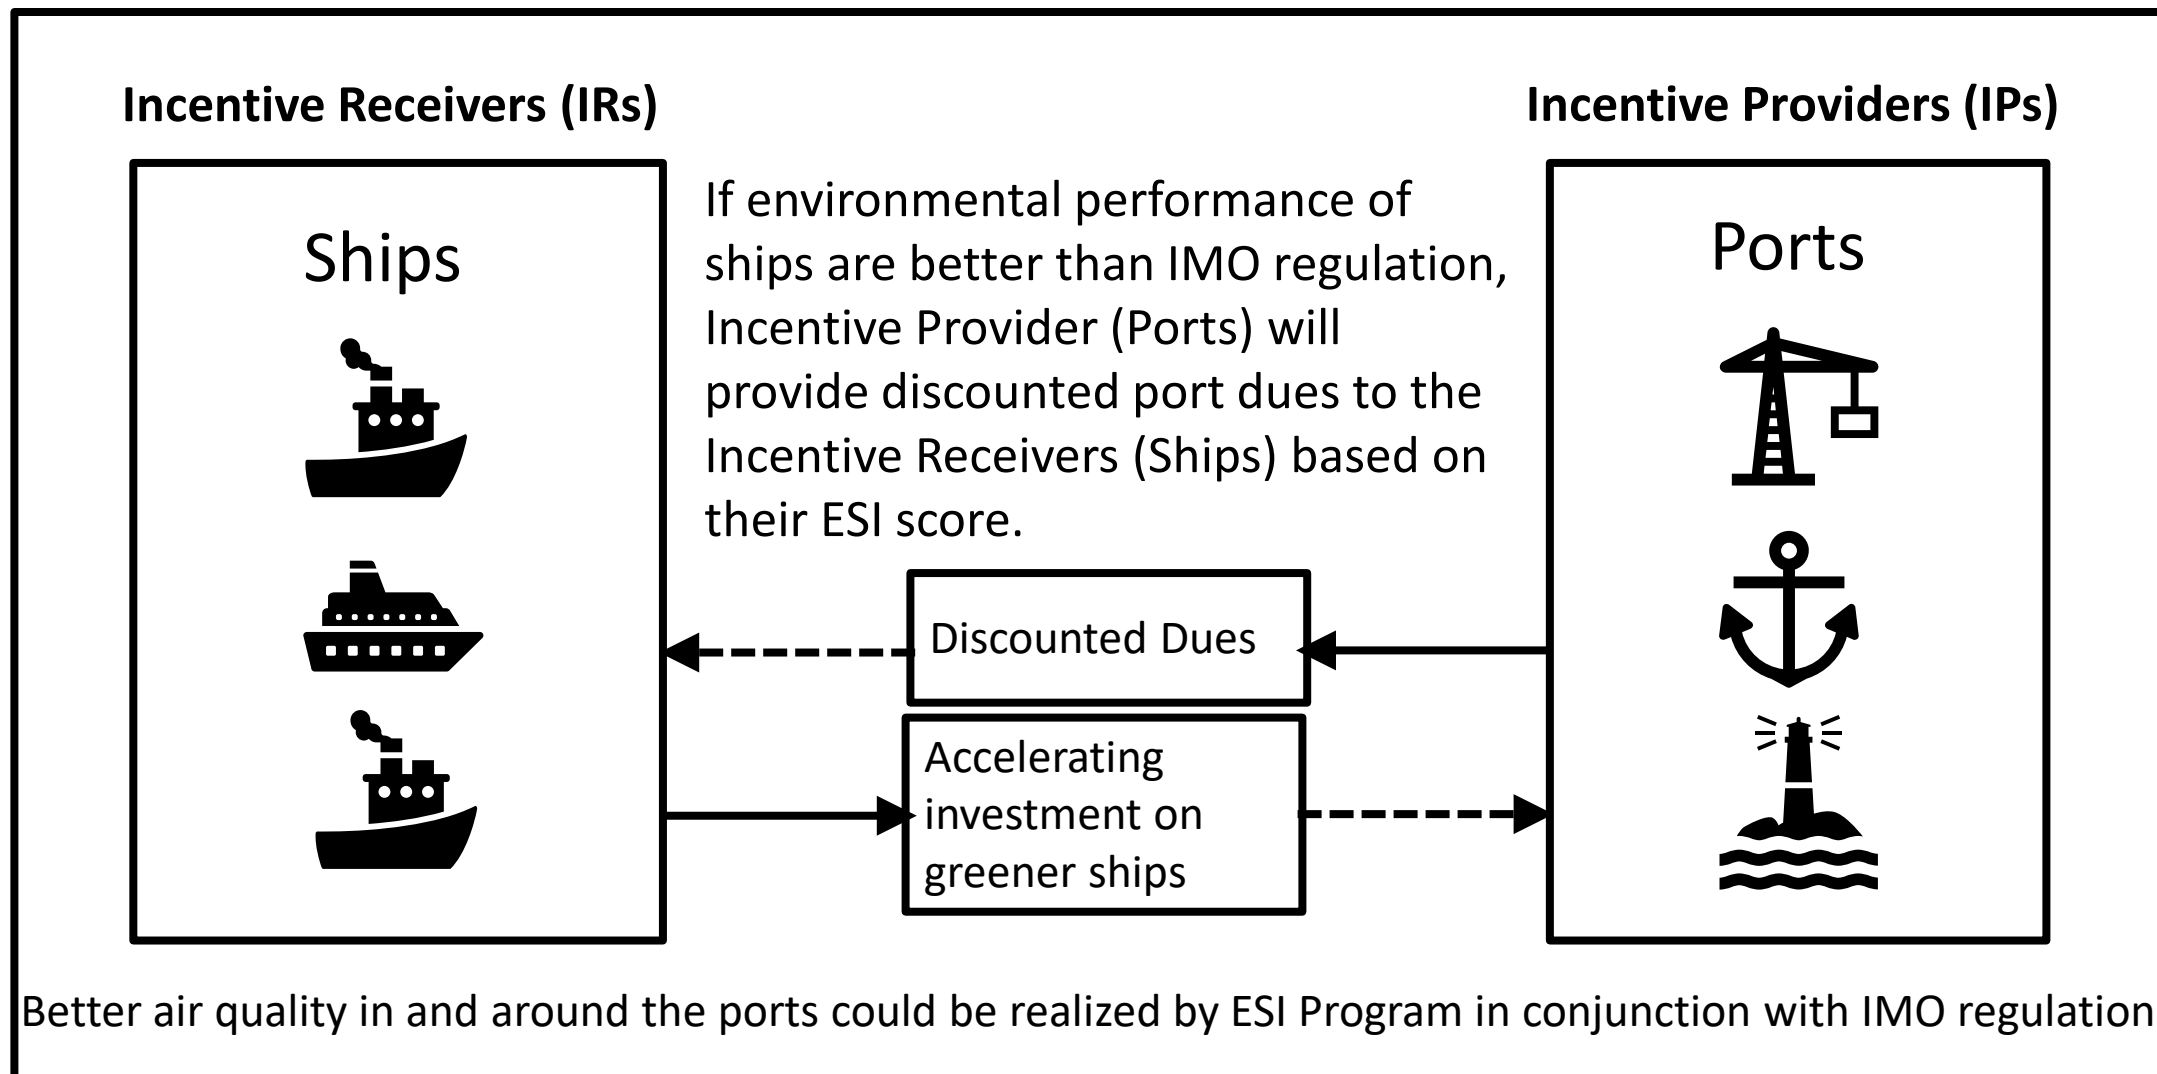 Incentive Receivers (IRs)
Incentive Providers (IPs)
Ships
If environmental performance of
ships are better than IMO regulation,
Incentive Provider (Ports) will
provide discounted port dues to the
Incentive Receivers (Ships) based on
their ESI score.
Ports
Discounted Dues
Accelerating
investment on
greener ships
Better air quality in and around the ports could be realized by ESI Program in conjunction with IMO regulation